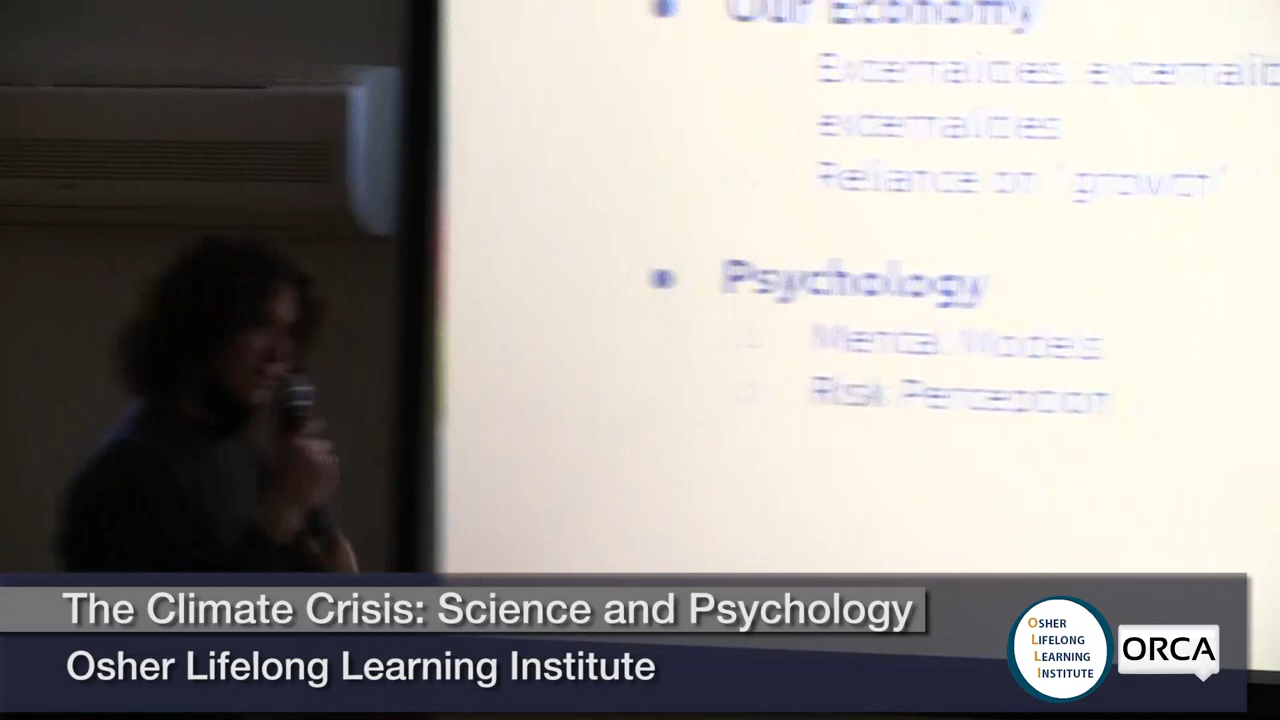 Our Economy
Externalities, externalities
externalities
Reliance on 'growth'
Psychology
Mental Models
Risk Perception
The Climate Crisis: Science and Psychology
Osher Lifelong Learning Institute
OSHER
LIFELONG
LEARNING
INSTITUTE
ORCA